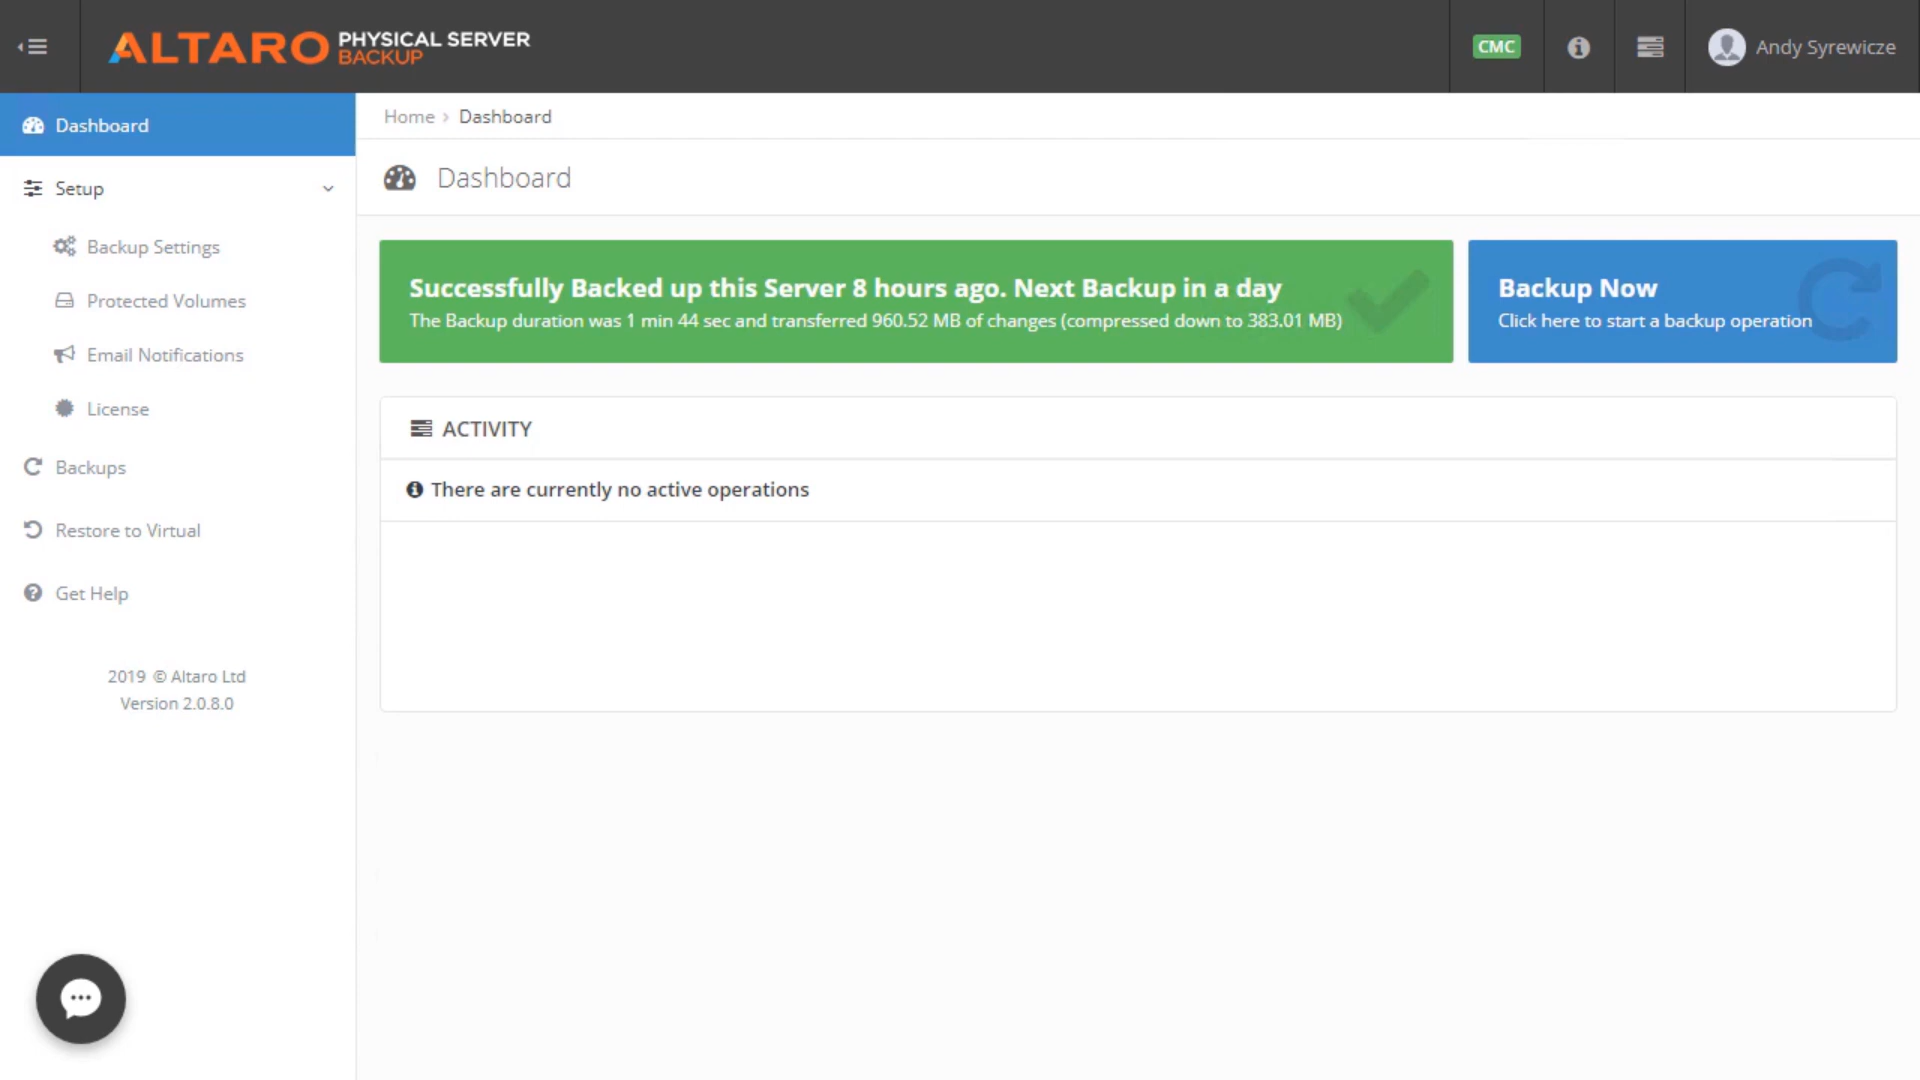 ALTARO PHYSICAL SERVER
BACKUP
CMC
Andy Syrewicze
Dashboard
Setup
Backup Settings
Protected Volumes
Email Notifications
License
Backups
Restore to Virtual
Get Help
2019 © Altaro Ltd
Version 2.0.8.0
Home › Dashboard
Dashboard
Successfully Backed up this Server 8 hours ago. Next Backup in a day
The Backup duration was 1 min 44 sec and transferred 960.52 MB of changes (compressed down to 383.01 MB)
Backup Now
Click here to start a backup operation
ACTIVITY
There are currently no active operations